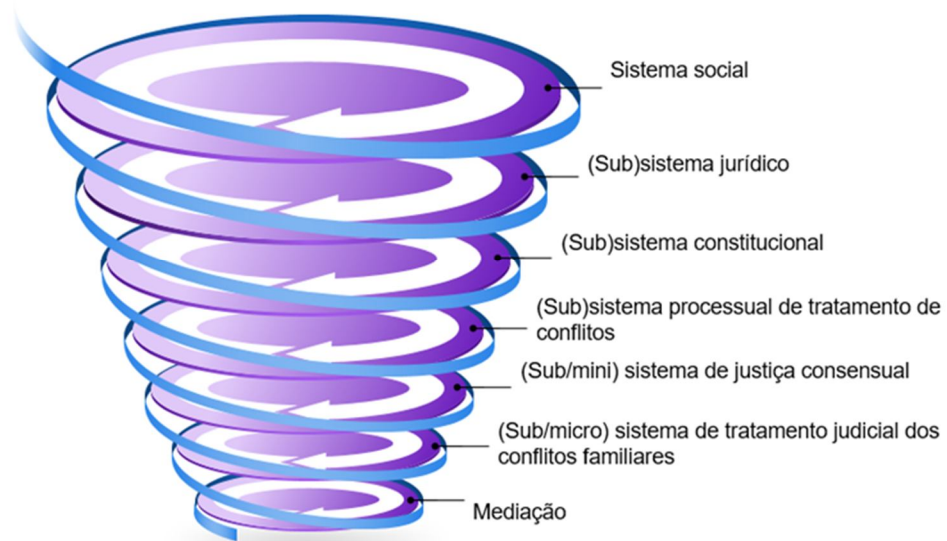 Sistema social
(Sub)sistema jurídico
(Sub)sistema constitucional
(Sub)sistema processual de tratamento de
conflitos
(Sub/mini) sistema de justiça consensual
(Sub/micro) sistema de tratamento judicial dos
conflitos familiares
Mediação